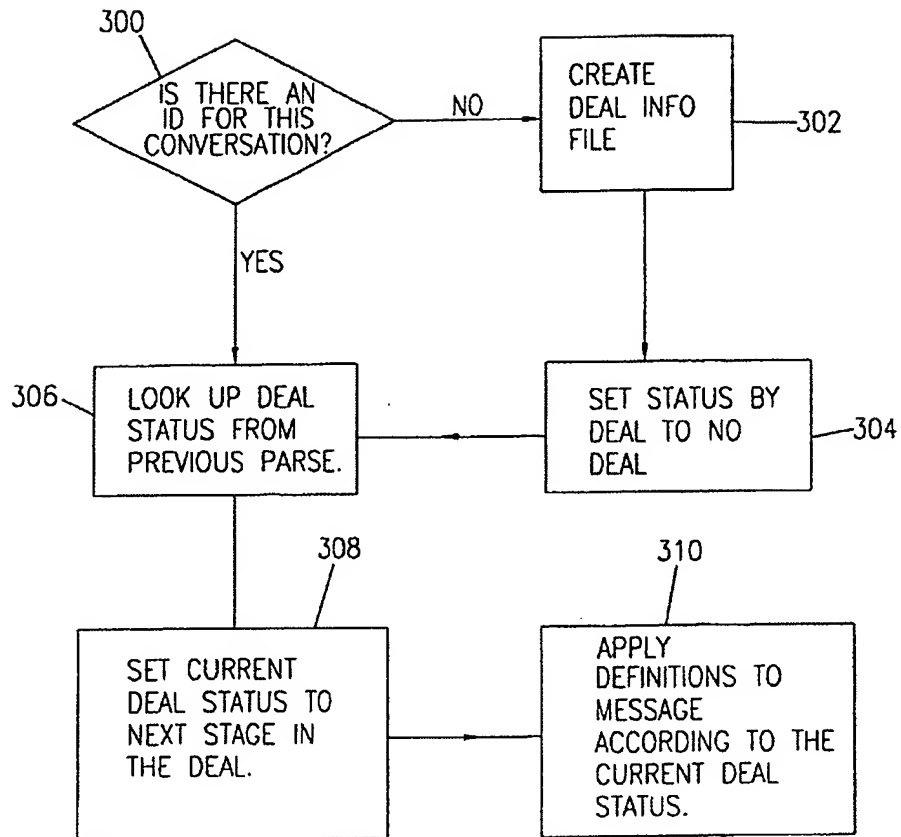 300
IS THERE AN
ID FOR THIS
CONVERSATION?
NO
CREATE
DEAL INFO
FILE
302
YES
306
LOOK UP DEAL
STATUS FROM
PREVIOUS PARSE.
SET STATUS BY
DEAL TO NO
DEAL
304
308
SET CURRENT
DEAL STATUS TO
NEXT STAGE IN
THE DEAL.
310
APPLY
DEFINITIONS TO
MESSAGE
ACCORDING TO THE
CURRENT DEAL
STATUS.